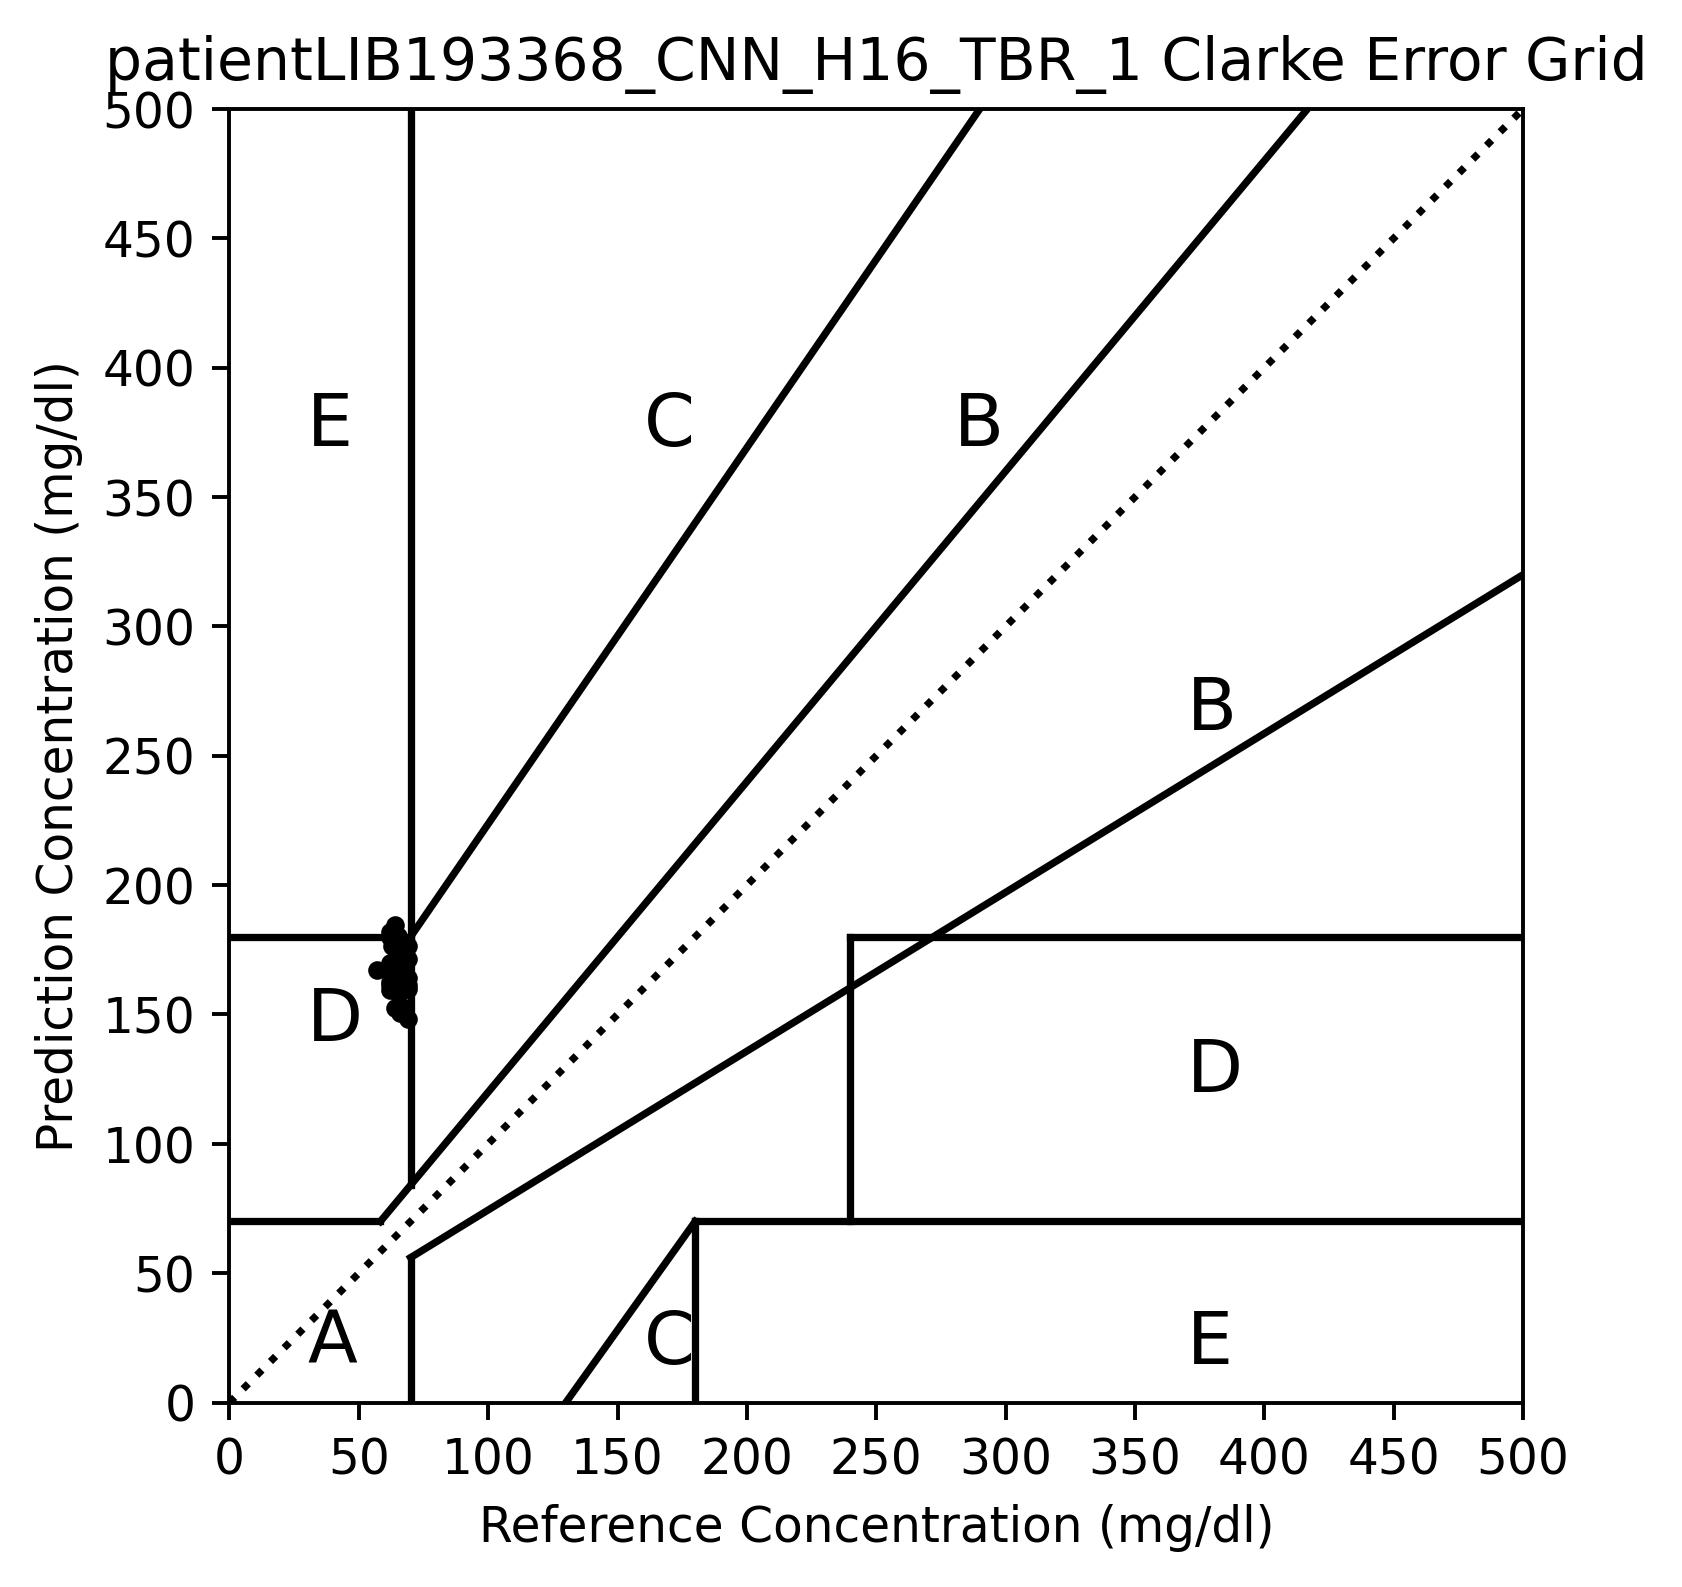 patientLIB193368_CNN_H16_TBR_1 Clarke Error Grid
500
450
400
350
300
250
200
150
100
50
0
Prediction Concentration (mg/dl)
E
C
B
B
D
D
A
C
E
0 50 100 150 200 250 300 350 400 450 500
Reference Concentration (mg/dl)